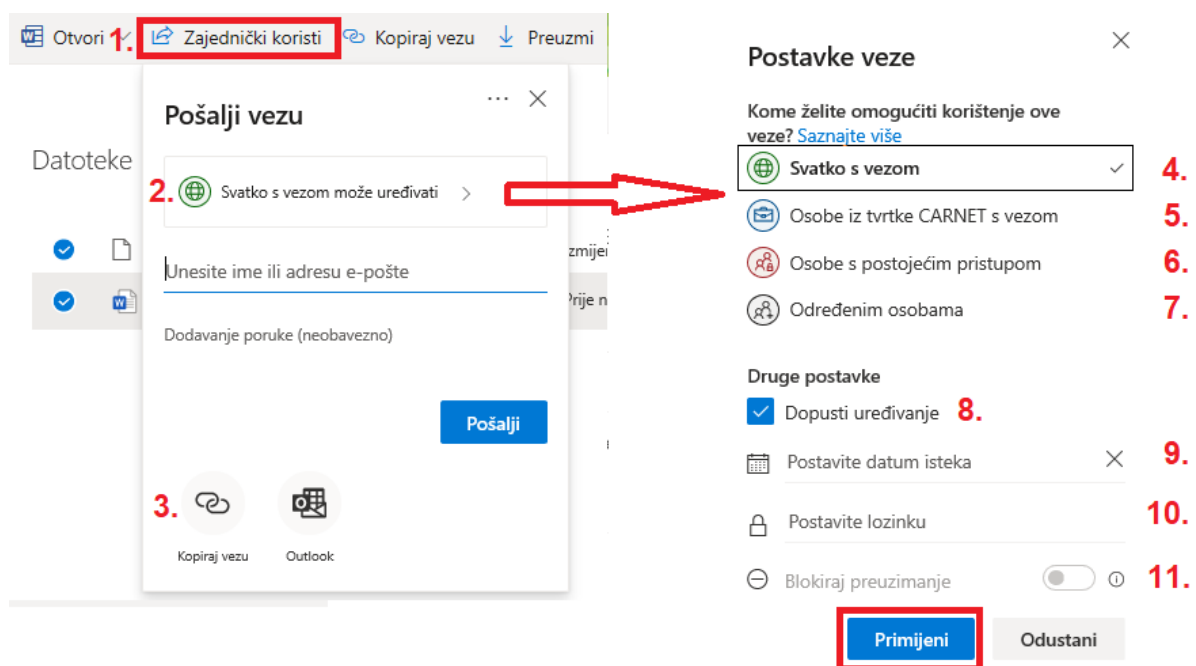 Otvori 1. Zajednički koristi Kopiraj vezu Preuzmi
Pošalji vezu
Datoteke
2. Svatko s vezom može uređivati
Unesite ime ili adresu e-pošte
Dodavanje poruke (neobavezno)
Pošalji
3.
Kopiraj vezu Outlook
zmije
Prije n
Postavke veze
Kome želite omogućiti korištenje ove
veze? Saznajte više
Svatko s vezom 4.
Osobe iz tvrtke CARNET s vezom 5.
Osobe s postojećim pristupom 6.
Određenim osobama 7.
Druge postavke
Dopusti uređivanje 8.
Postavite datum isteka 9.
Postavite lozinku 10.
Blokiraj preuzimanje 11.
Primijeni Odustani